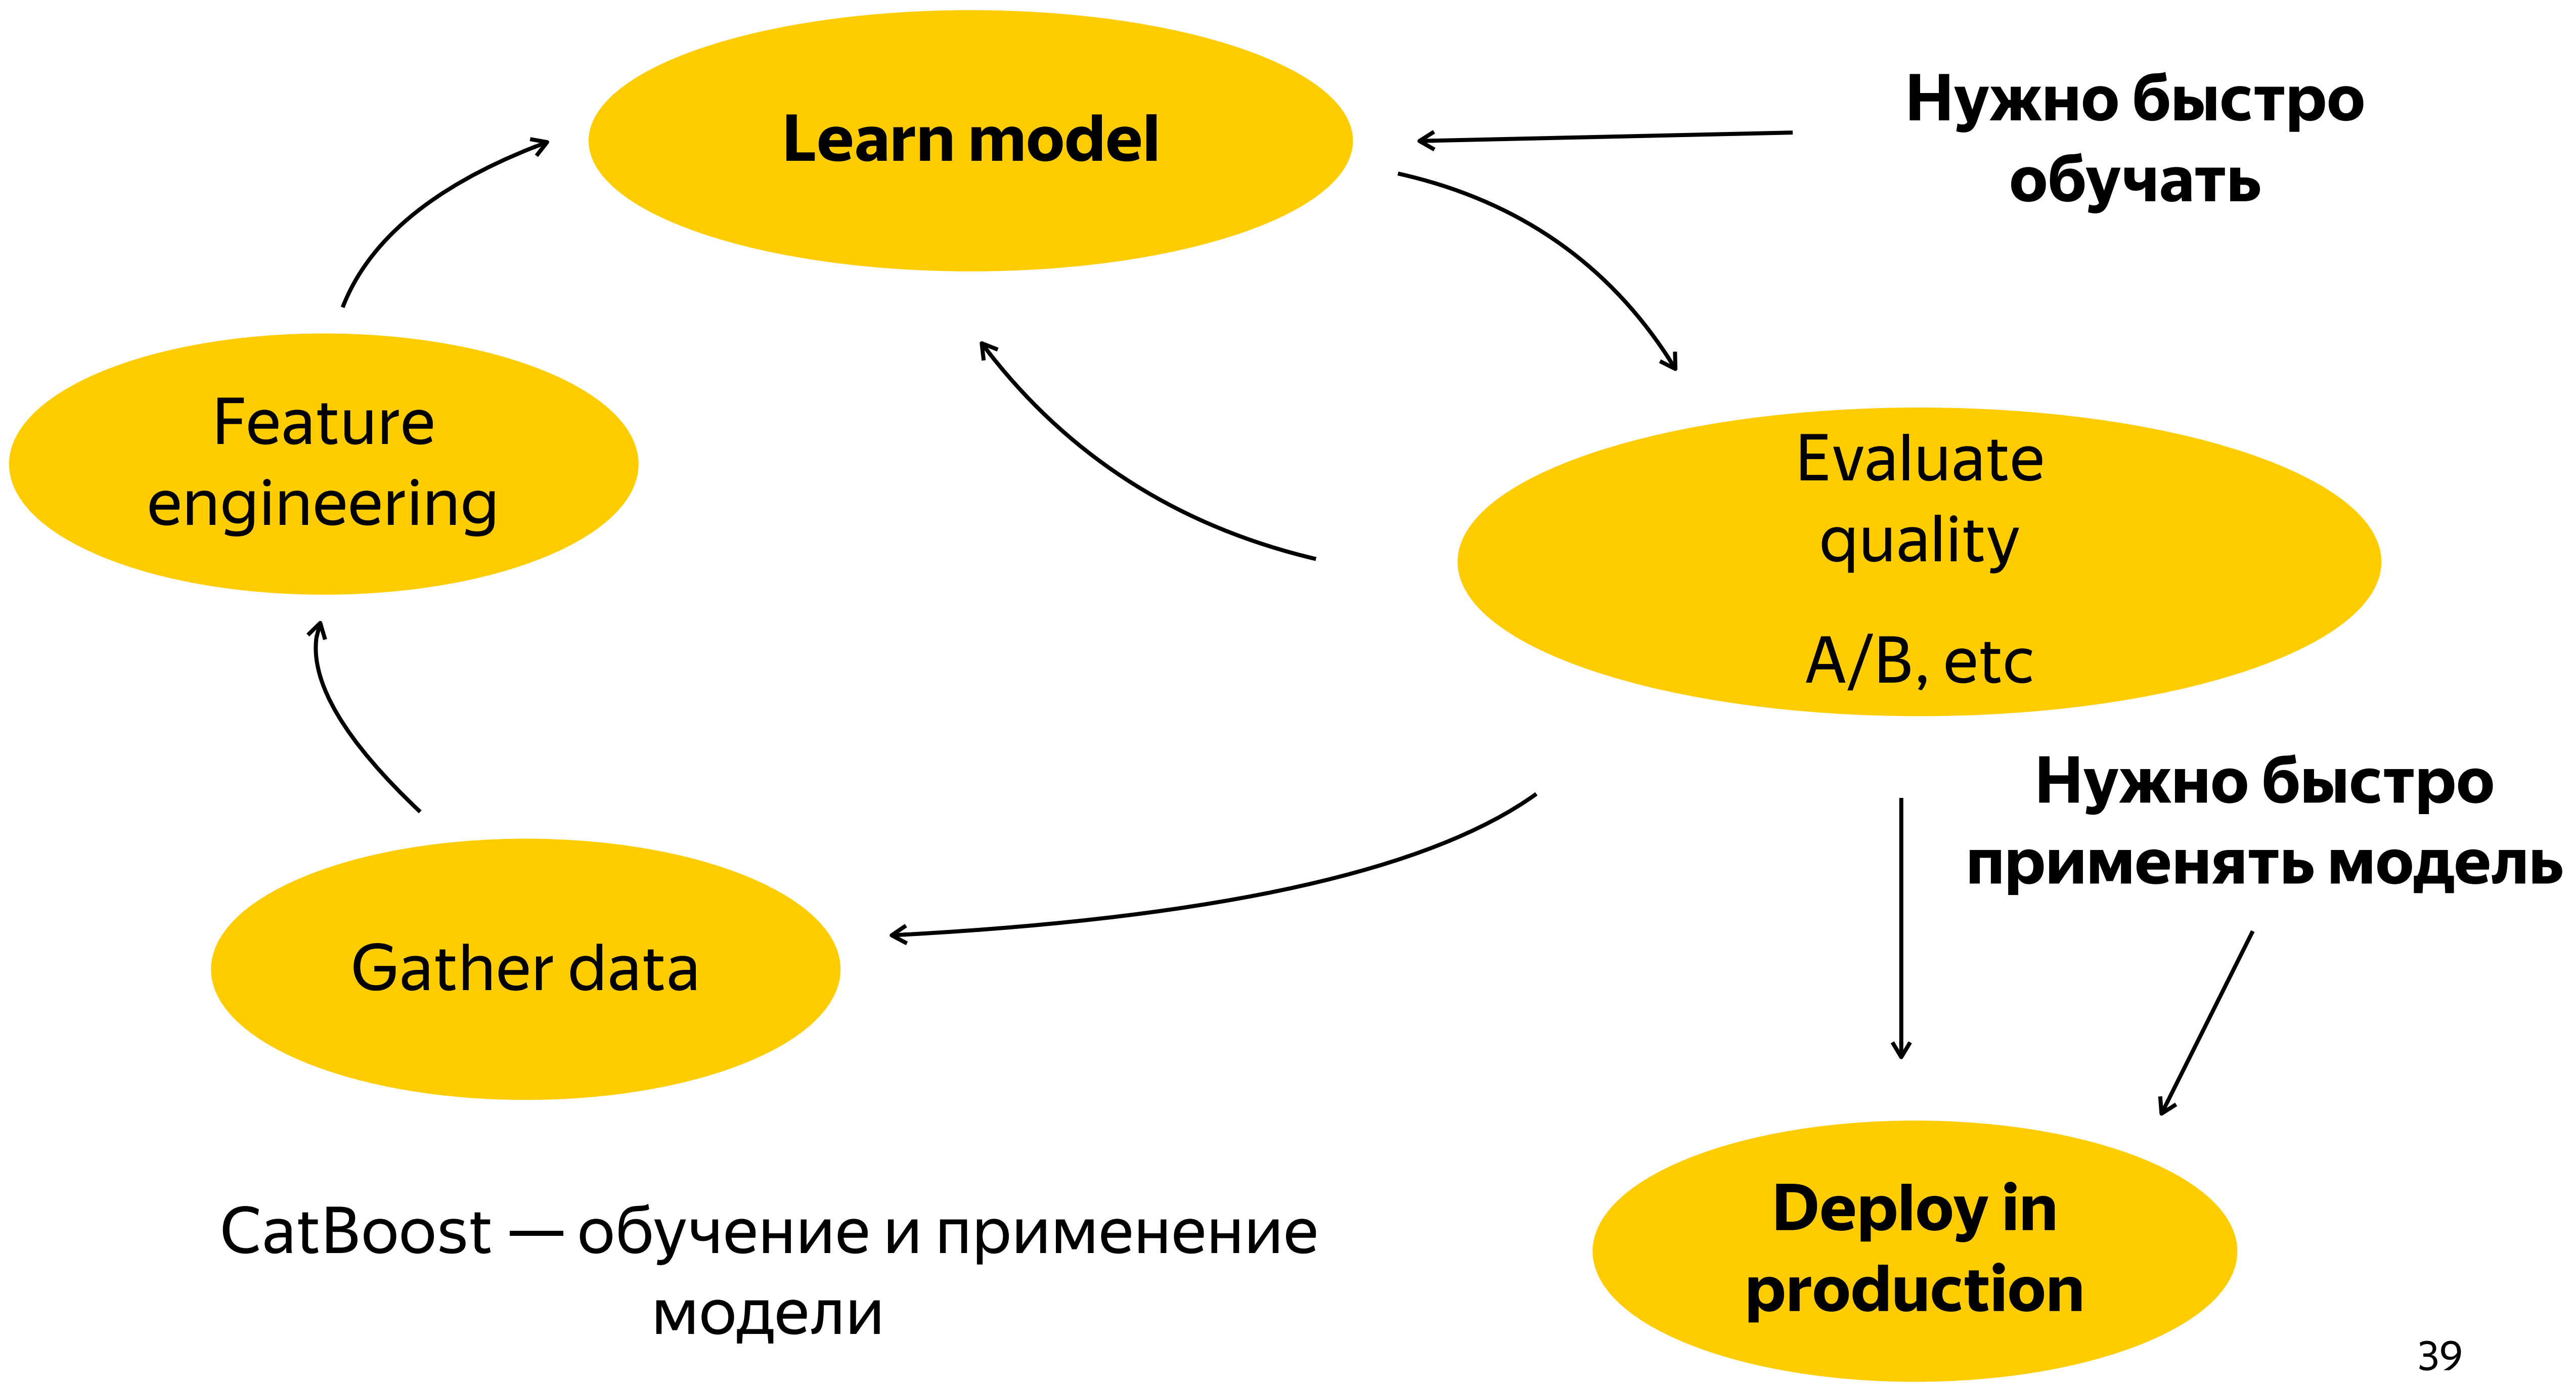 Learn model
Нужно быстро
обучать
Feature
engineering
Evaluate
quality
A/B, etc
Нужно быстро
применять модель
Gather data
Deploy in
production
CatBoost — обучение и применение
модели
39